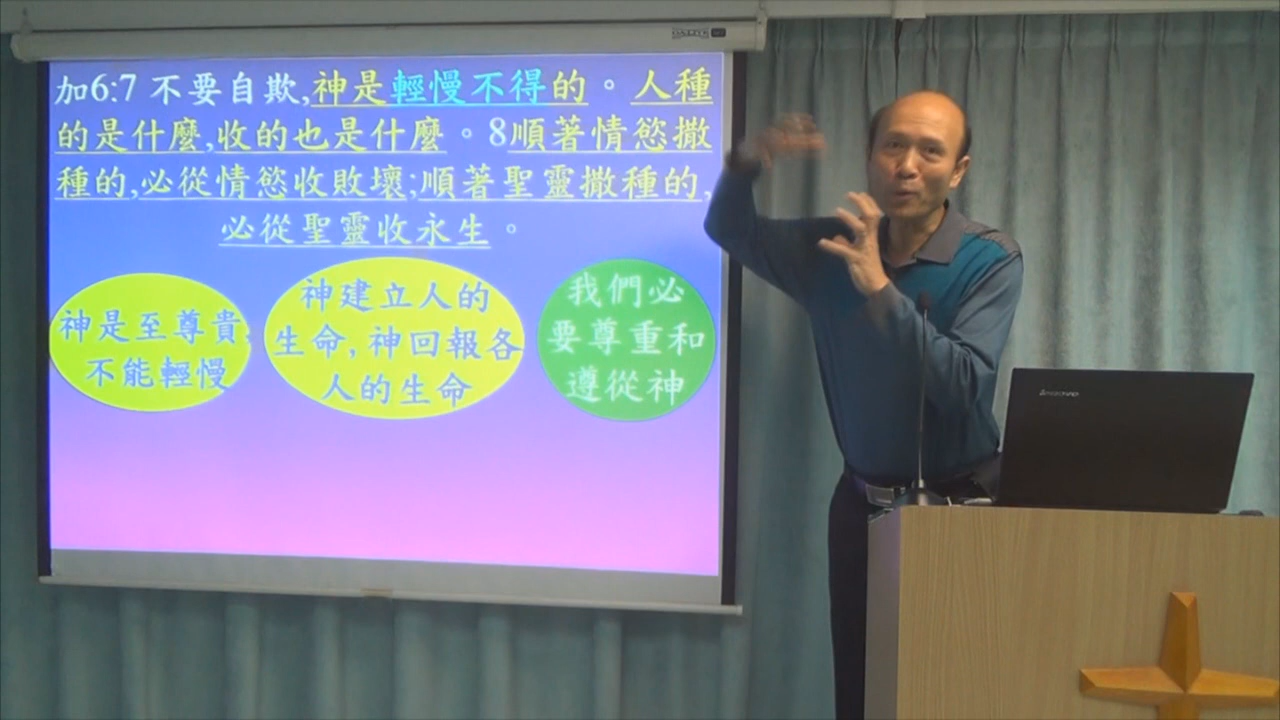 加6:7 不要自欺,神是輕慢不得的。人種
的是什麼,收的也是什麼。8順著情慾撒
種的,必從情慾收敗壞;順著聖靈撒種的,
必從聖靈收永生。
神是至尊貴,
不能輕慢
神建立人的
生命,神回報各
人的生命
我們必
要尊重和
遵從神